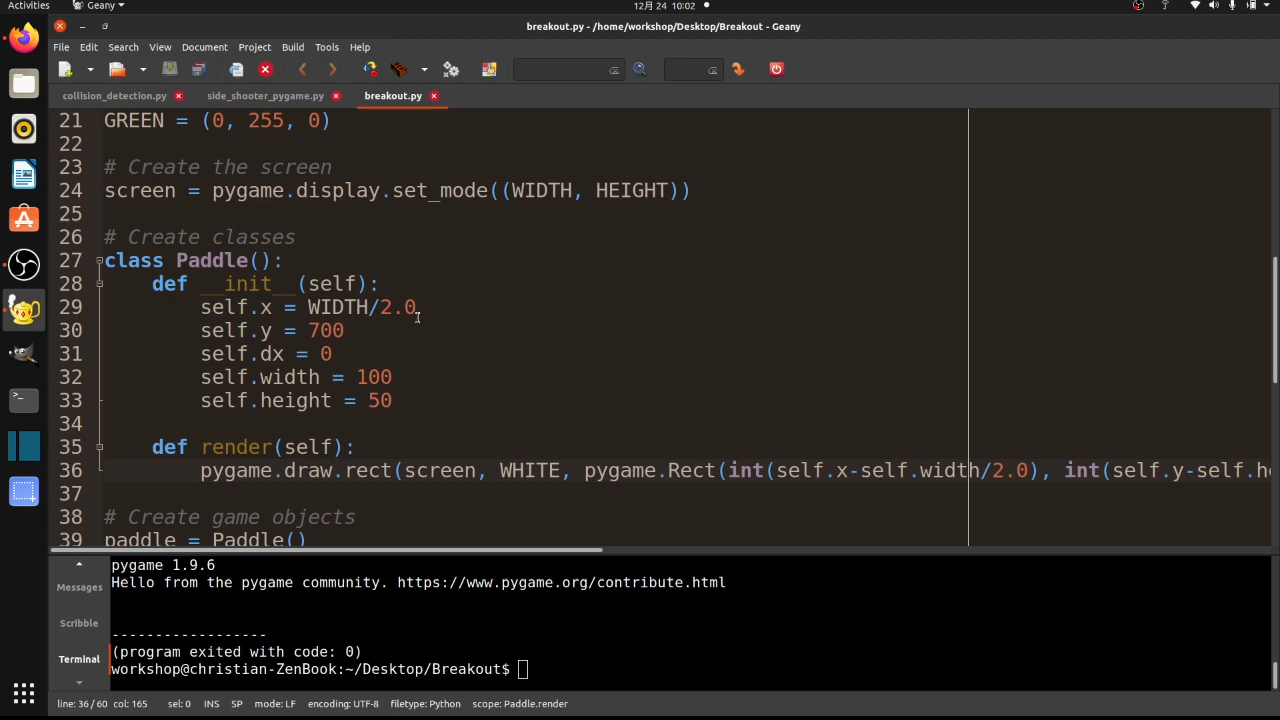 Activities Geany 12月 24 10:02
breakout.py - /home/workshop/Desktop/Breakout - Geany
File Edit Search View Document Project Build Tools Help
collision_detection.py side_shooter_pygame.py breakout.py
21 GREEN = (0, 255, 0)
22
23 # Create the screen
24 screen = pygame.display.set_mode((WIDTH, HEIGHT))
25
26 # Create classes
27 class Paddle():
28 def __init__(self):
29 self.x = WIDTH/2.0
30 self.y = 700
31 self.dx = 0
32 self.width = 100
33 self.height = 50
34
35 def render(self):
36 pygame.draw.rect(screen, WHITE, pygame.Rect(int(self.x-self.width/2.0), int(self.y-self.he
37
38 # Create game objects
39 paddle = Paddle()
pygame 1.9.6
Messages
Hello from the pygame community. https://www.pygame.org/contribute.html
Scribble
------------------
(program exited with code: 0)
Terminal
workshop@christian-ZenBook:~/Desktop/Breakout$
line: 36 / 60 col: 165 sel: 0 INS SP mode: LF encoding: UTF-8 filetype: Python scope: Paddle.render